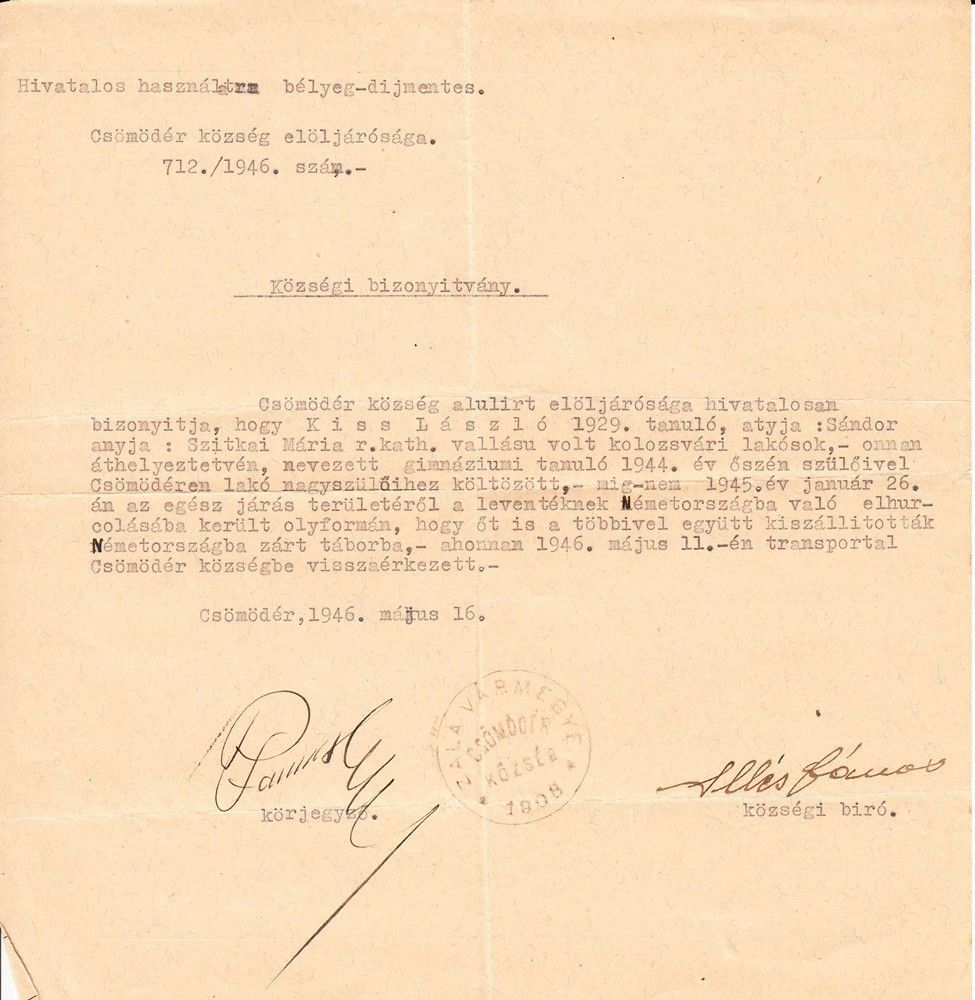 Hivatalos használatra bélyeg-dijmentes.
Csömödér község elöljárósága.
712./1946. szám.-
Községi bizonyitvány.
Csömödér község alulirt elöljárósága hivatalosan
bizonyitja, hogy K i s s L á s z l ó 1929. tanuló, atyja :Sándor
anyja : Szitkai Mária r.kath. vallásu volt kolozsvári lakósok,- onnan
áthelyeztetvén, nevezett gimnáziumi tanuló 1944. év őszén szülőivel
Csömödéren lakó nagyszülőihez költözött,- mig-nem 1945.év január 26.
án az egész járás területéről a leventéknek Németországba való elhur-
colásába került olyformán, hogy őt is a többivel együtt kiszállitották
Németországba zárt táborba,- ahonnan 1946. május 11.-én transportal
Csömödér községbe visszaérkezett.-
Csömödér,1946. május 16.
ZALA VÁRMEGYE
CSÖMÖDÉR
KÖZSÉG
* 1908 *
Illés János
körjegyző.
községi biró.